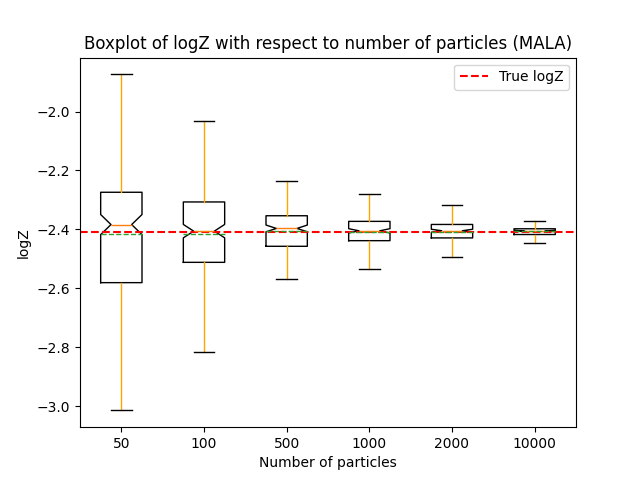 Boxplot of logZ with respect to number of particles (MALA)
True logZ
−2.0
−2.2
−2.4
−2.6
−2.8
−3.0
logZ
50 100 500 1000 2000 10000
Number of particles